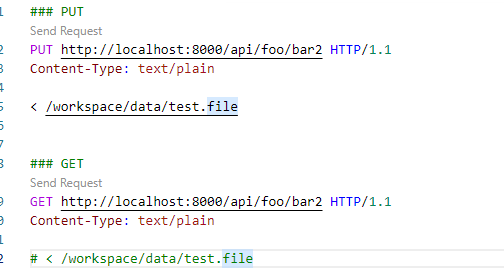 1 ### PUT
Send Request
2 PUT http://localhost:8000/api/foo/bar2 HTTP/1.1
3 Content-Type: text/plain
4
5 < /workspace/data/test.file
6
7
8 ### GET
Send Request
9 GET http://localhost:8000/api/foo/bar2 HTTP/1.1
0 Content-Type: text/plain
1
2 # < /workspace/data/test.file